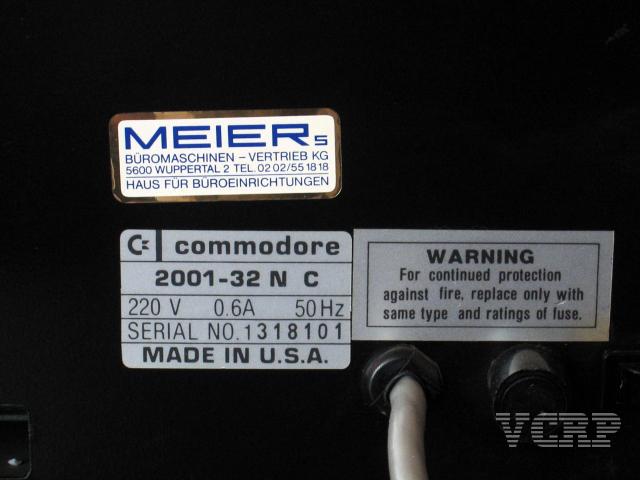 MEIERS
BÜROMASCHINEN – VERTRIEB KG
5600 WUPPERTAL 2 TEL. 02 02/55 18 18
HAUS FÜR BÜROEINRICHTUNGEN
commodore
2001-32 N C
220 V 0.6A 50 Hz
SERIAL NO. 1318101
MADE IN U.S.A.
WARNING
For continued protection
against fire, replace only with
same type and ratings of fuse.
VCRP